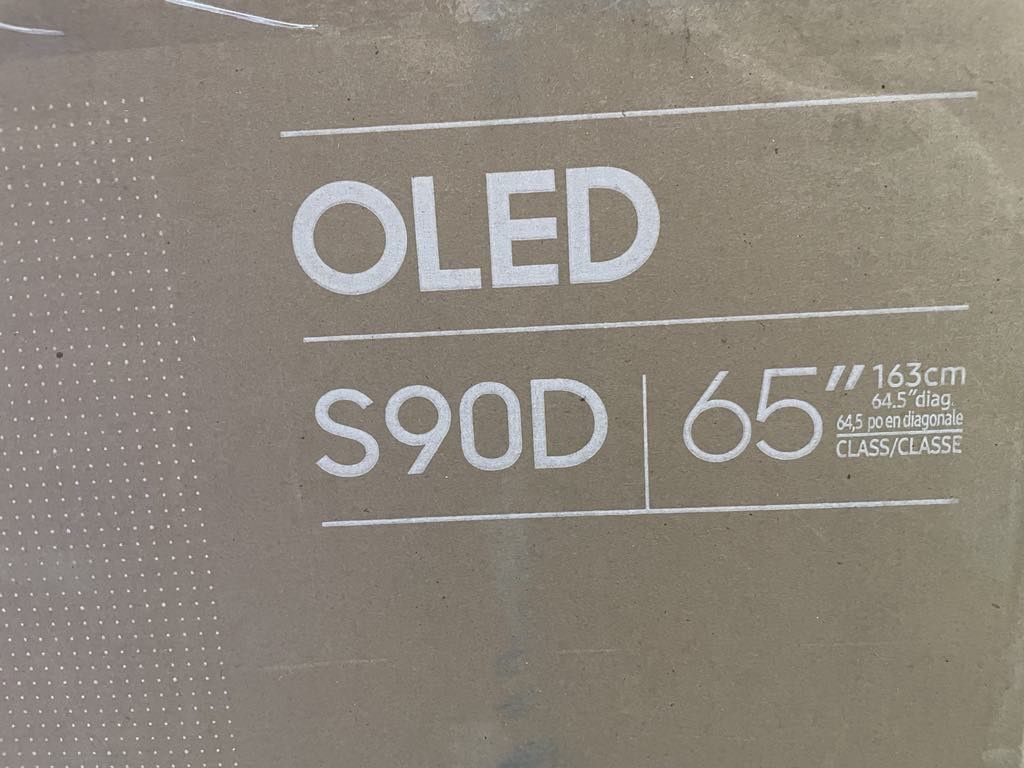 OLED
S90D
65″
163cm
64.5″diag.
64,5 po en diagonale
CLASS/CLASSE